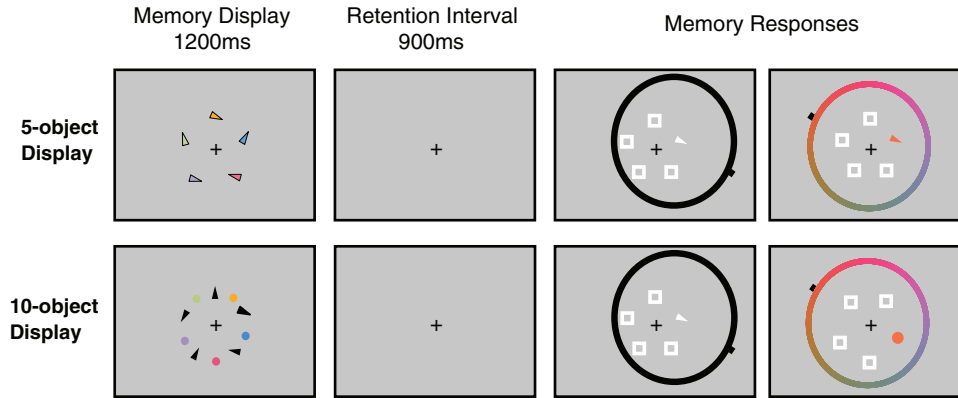 Memory Display
1200ms
Retention Interval
900ms
Memory Responses
5-object
Display
10-object
Display